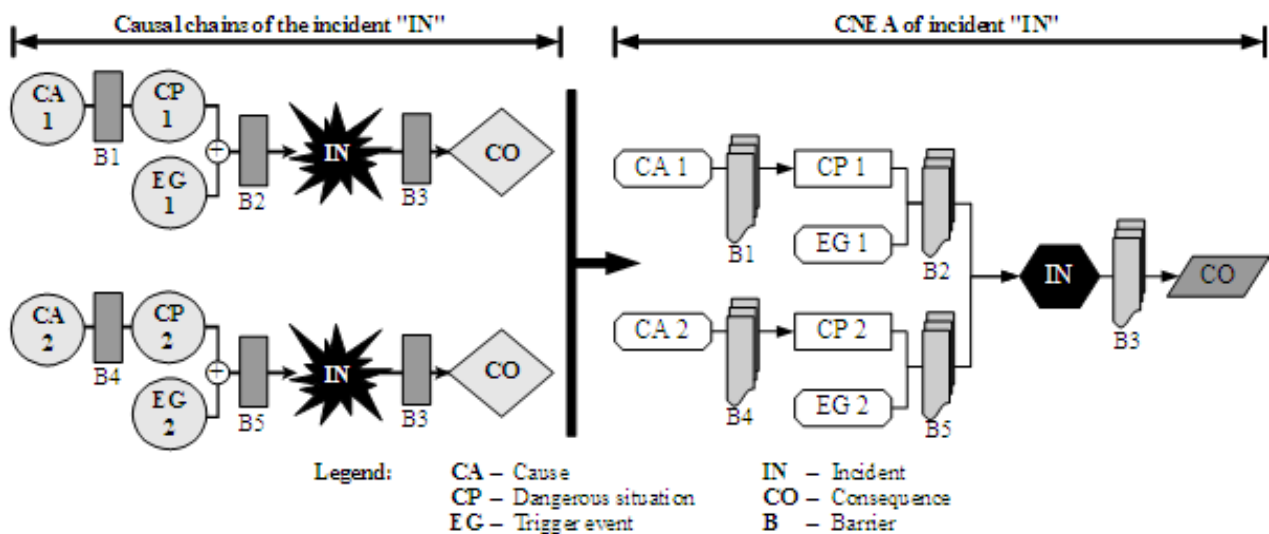 Causal chains of the incident "IN"
CNEA of incident "IN"
CA
1
B1
CP
1
EG
1
B2
IN
B3
CO
CA
2
B4
CP
2
EG
2
B5
IN
B3
CO
CA 1
B1
CP 1
EG 1
B2
CA 2
B4
CP 2
EG 2
B5
IN
B3
CO
Legend:
CA – Cause
CP – Dangerous situation
EG – Trigger event
IN – Incident
CO – Consequence
B – Barrier